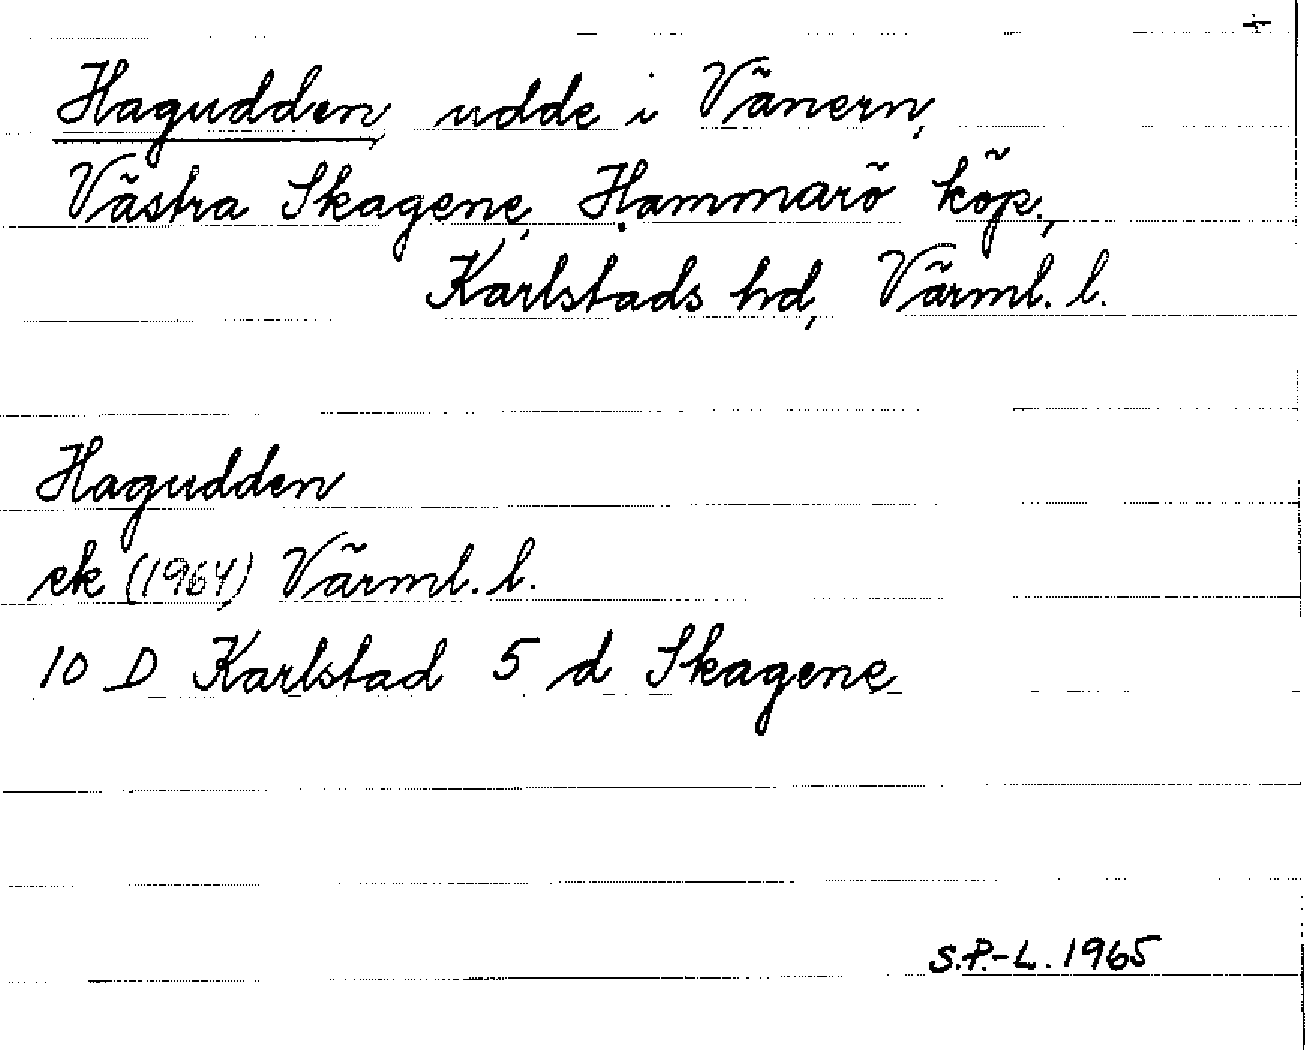 +
Hagudden, udde i Vänern,
Västra Skagene, Hammarö köp.,
Karlstads hd, Värml. l.
Hagudden
ek (1964) Värml. l.
10 D Karlstad 5 d Skagene
S.P.-L. 1965